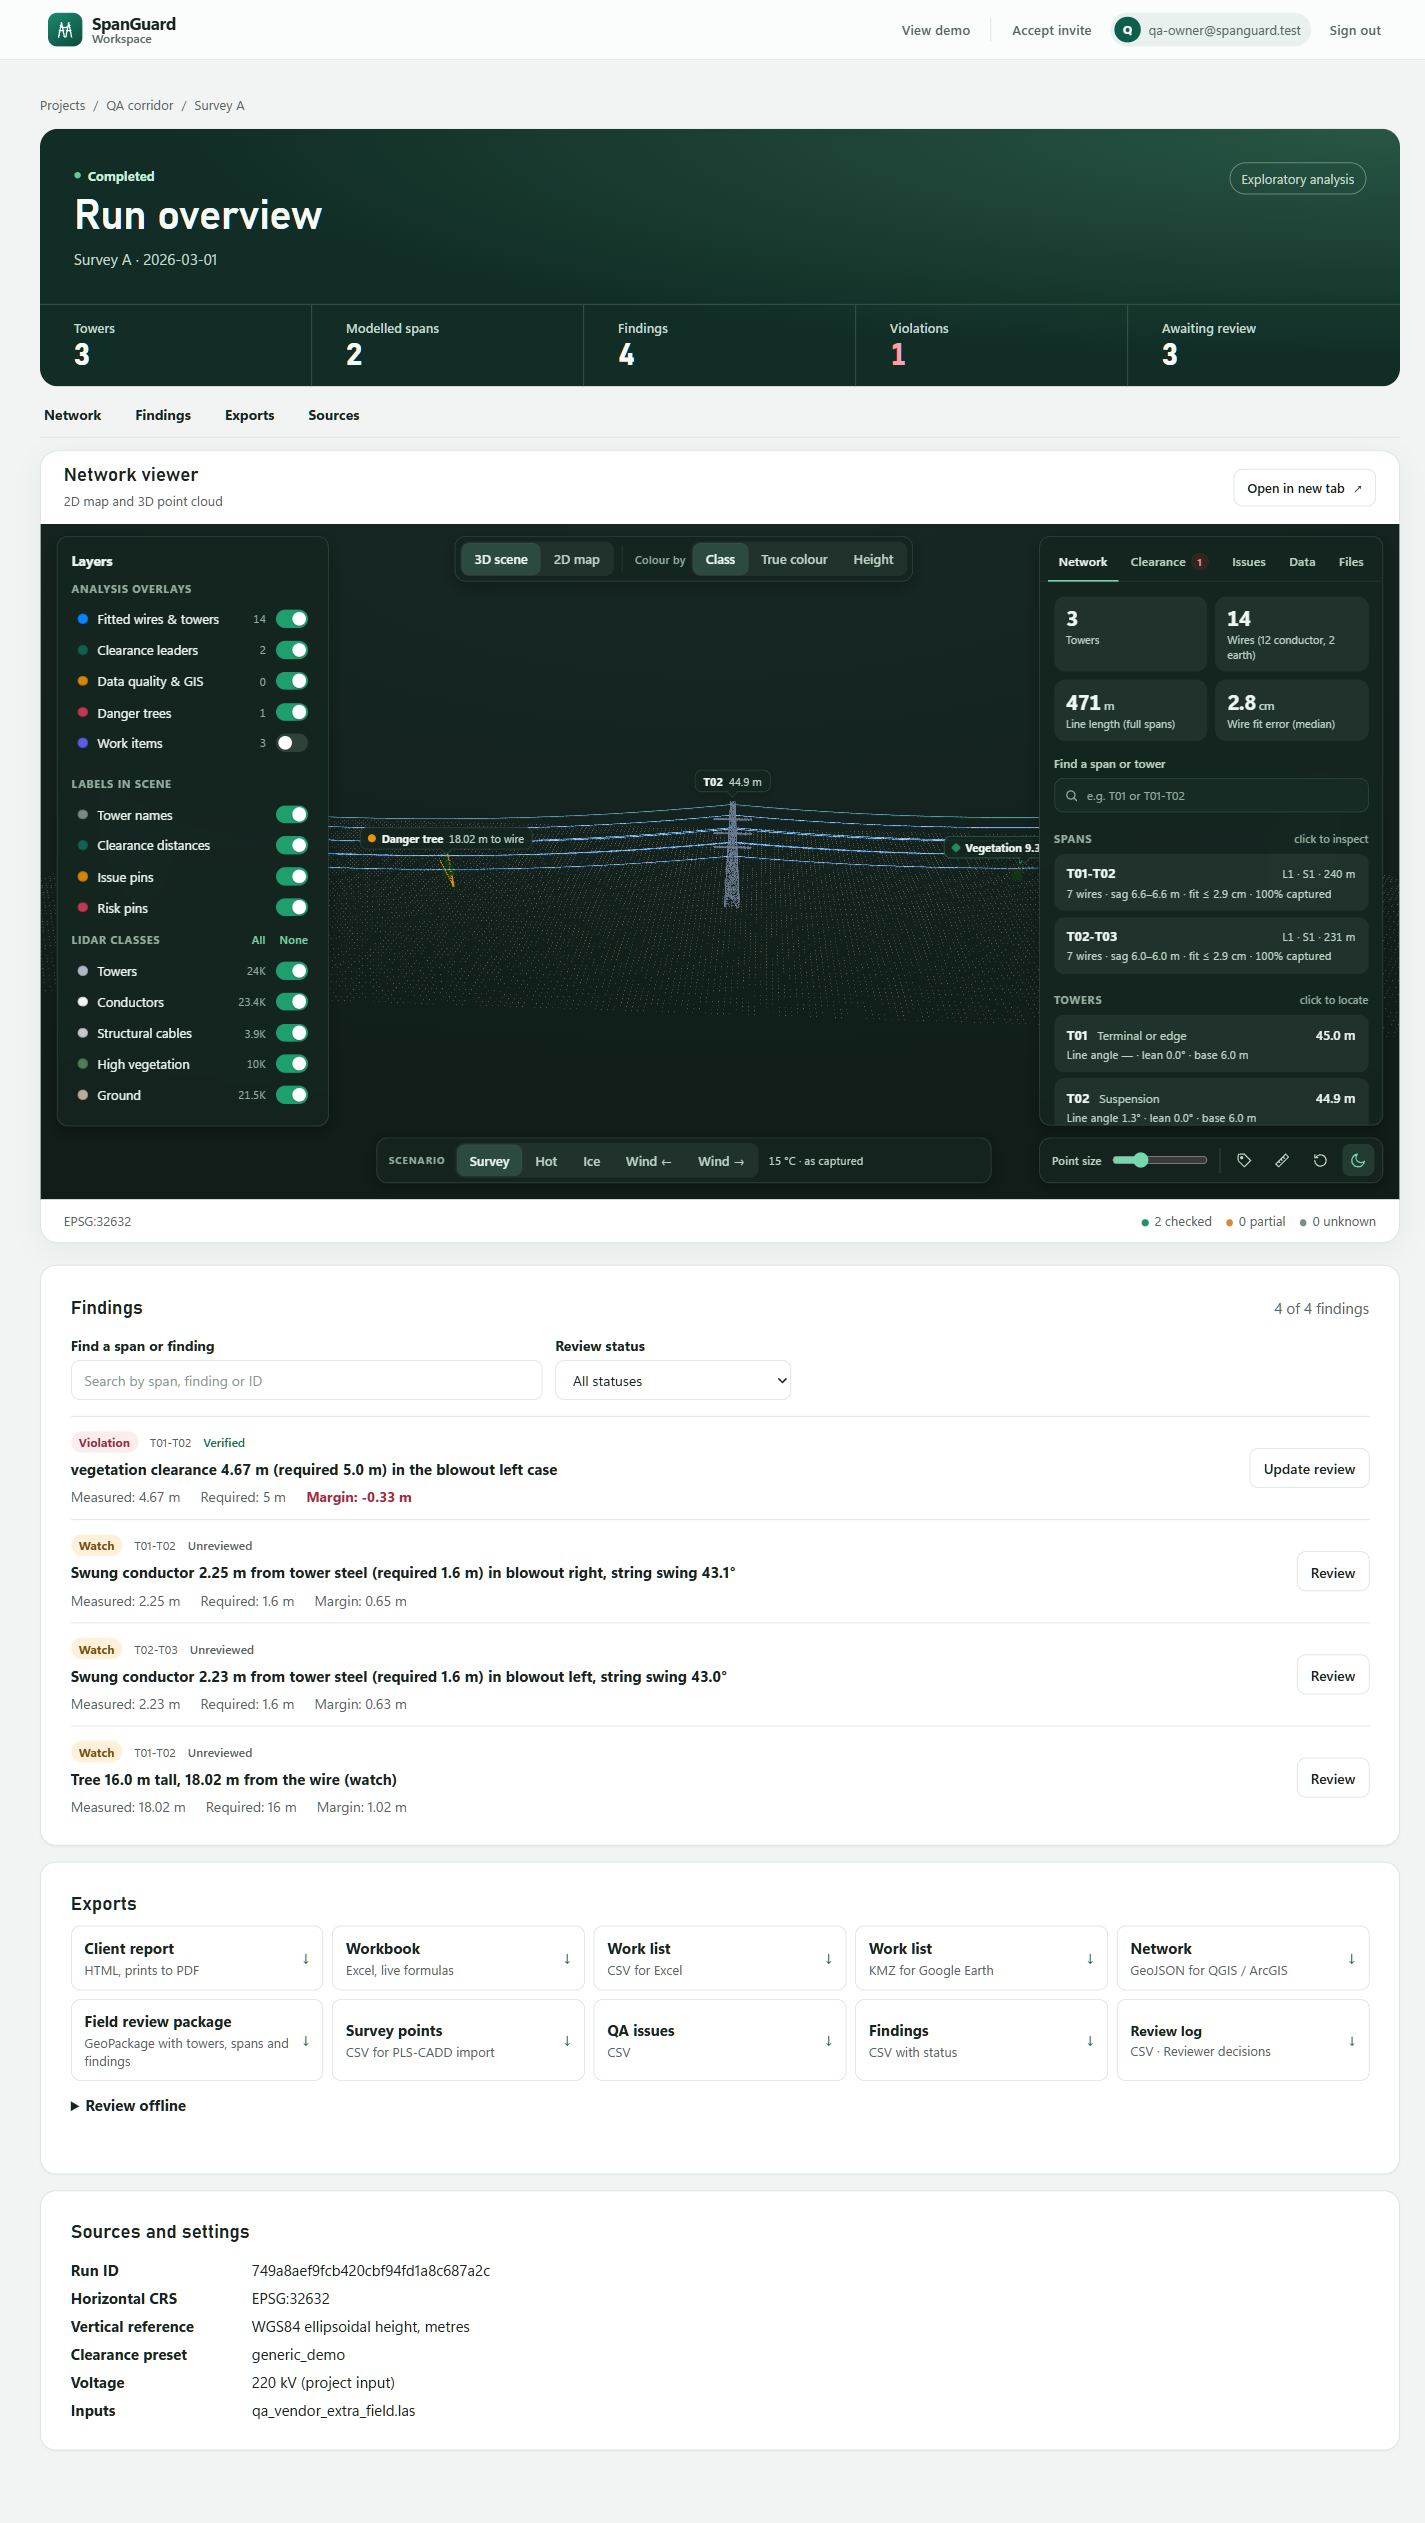 SpanGuard
Workspace
View demo
Accept invite
Q
qa-owner@spanguard.test
Sign out
Projects / QA corridor / Survey A
Completed
Exploratory analysis
Run overview
Survey A · 2026-03-01
Towers
3
Modelled spans
2
Findings
4
Violations
1
Awaiting review
3
Network
Findings
Exports
Sources
Network viewer
2D map and 3D point cloud
Open in new tab ↗
Layers
ANALYSIS OVERLAYS
Fitted wires & towers 14
Clearance leaders 2
Data quality & GIS 0
Danger trees 1
Work items 3
LABELS IN SCENE
Tower names
Clearance distances
Issue pins
Risk pins
LIDAR CLASSES All None
Towers 24K
Conductors 23.4K
Structural cables 3.9K
High vegetation 10K
Ground 21.5K
3D scene 2D map Colour by Class True colour Height
T02 44.9 m
Danger tree 18.02 m to wire
Vegetation 9.3
Network Clearance 1 Issues Data Files
3
Towers
14
Wires (12 conductor, 2
earth)
471 m
Line length (full spans)
2.8 cm
Wire fit error (median)
Find a span or tower
e.g. T01 or T01-T02
SPANS click to inspect
T01-T02 L1 · S1 · 240 m
7 wires · sag 6.6–6.6 m · fit ≤ 2.9 cm · 100% captured
T02-T03 L1 · S1 · 231 m
7 wires · sag 6.0–6.0 m · fit ≤ 2.9 cm · 100% captured
TOWERS click to locate
T01 Terminal or edge 45.0 m
Line angle — · lean 0.0° · base 6.0 m
T02 Suspension 44.9 m
Line angle 1.3° · lean 0.0° · base 6.0 m
SCENARIO Survey Hot Ice Wind ← Wind → 15 °C · as captured
Point size
EPSG:32632
2 checked 0 partial 0 unknown
Findings
4 of 4 findings
Find a span or finding
Search by span, finding or ID
Review status
All statuses
Violation T01-T02 Verified
vegetation clearance 4.67 m (required 5.0 m) in the blowout left case
Measured: 4.67 m Required: 5 m Margin: -0.33 m
Update review
Watch T01-T02 Unreviewed
Swung conductor 2.25 m from tower steel (required 1.6 m) in blowout right, string swing 43.1°
Measured: 2.25 m Required: 1.6 m Margin: 0.65 m
Review
Watch T02-T03 Unreviewed
Swung conductor 2.23 m from tower steel (required 1.6 m) in blowout left, string swing 43.0°
Measured: 2.23 m Required: 1.6 m Margin: 0.63 m
Review
Watch T01-T02 Unreviewed
Tree 16.0 m tall, 18.02 m from the wire (watch)
Measured: 18.02 m Required: 16 m Margin: 1.02 m
Review
Exports
Client report
HTML, prints to PDF
↓
Workbook
Excel, live formulas
↓
Work list
CSV for Excel
↓
Work list
KMZ for Google Earth
↓
Network
GeoJSON for QGIS / ArcGIS
↓
Field review package
GeoPackage with towers, spans and
findings
↓
Survey points
CSV for PLS-CADD import
↓
QA issues
CSV
↓
Findings
CSV with status
↓
Review log
CSV · Reviewer decisions
↓
▶ Review offline
Sources and settings
Run ID 749a8aef9fcb420cbf94fd1a8c687a2c
Horizontal CRS EPSG:32632
Vertical reference WGS84 ellipsoidal height, metres
Clearance preset generic_demo
Voltage 220 kV (project input)
Inputs qa_vendor_extra_field.las